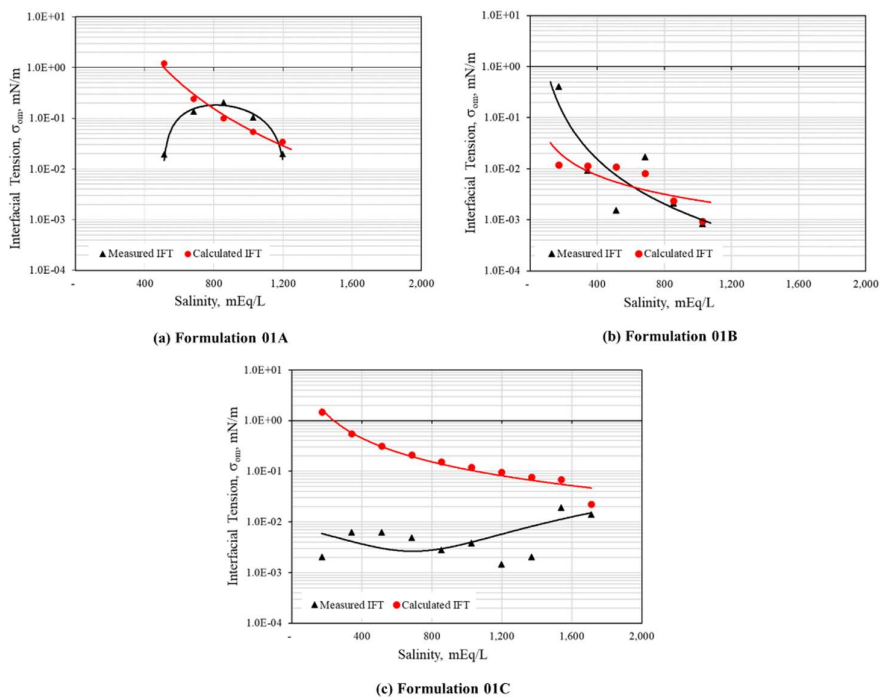 1.0E+01
1.0E+00
1.0E-01
1.0E-02
1.0E-03
1.0E-04
Interfacial Tension, σom, mN/m
Measured IFT
Calculated IFT
-
400
800
1,200
1,600
2,000
Salinity, mEq/L
(a) Formulation 01A
1.0E+01
1.0E+00
1.0E-01
1.0E-02
1.0E-03
1.0E-04
Interfacial Tension, σom, mN/m
Measured IFT
Calculated IFT
-
400
800
1,200
1,600
2,000
Salinity, mEq/L
(b) Formulation 01B
1.0E+01
1.0E+00
1.0E-01
1.0E-02
1.0E-03
1.0E-04
Interfacial Tension, σom, mN/m
Measured IFT
Calculated IFT
-
400
800
1,200
1,600
2,000
Salinity, mEq/L
(c) Formulation 01C